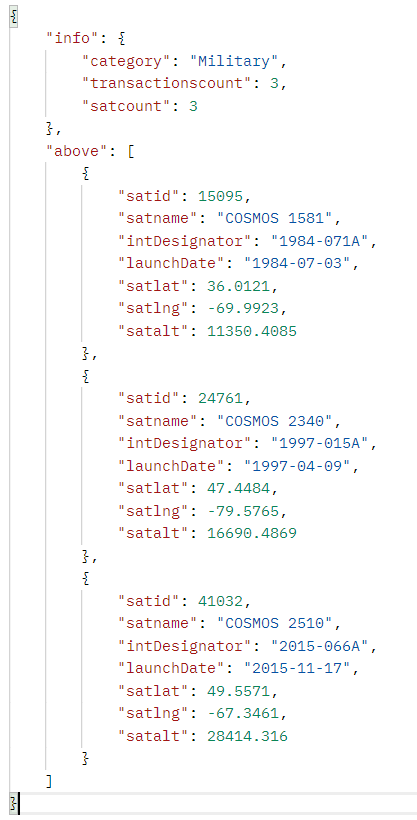 {
    "info": {
        "category": "Military",
        "transactionscount": 3,
        "satcount": 3
    },
    "above": [
        {
            "satid": 15095,
            "satname": "COSMOS 1581",
            "intDesignator": "1984-071A",
            "launchDate": "1984-07-03",
            "satlat": 36.0121,
            "satlng": -69.9923,
            "satalt": 11350.4085
        },
        {
            "satid": 24761,
            "satname": "COSMOS 2340",
            "intDesignator": "1997-015A",
            "launchDate": "1997-04-09",
            "satlat": 47.4484,
            "satlng": -79.5765,
            "satalt": 16690.4869
        },
        {
            "satid": 41032,
            "satname": "COSMOS 2510",
            "intDesignator": "2015-066A",
            "launchDate": "2015-11-17",
            "satlat": 49.5571,
            "satlng": -67.3461,
            "satalt": 28414.316
        }
    ]
}